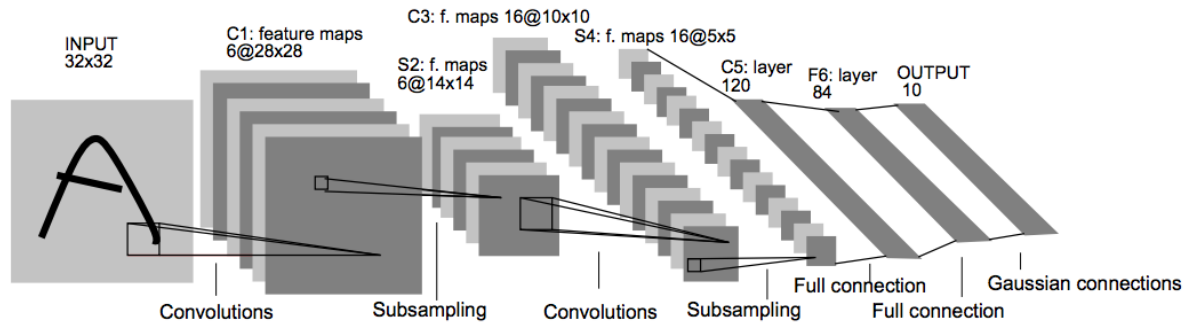 INPUT
32x32
C1: feature maps
6@28x28
S2: f. maps
6@14x14
C3: f. maps 16@10x10
S4: f. maps 16@5x5
C5: layer
120
F6: layer
84
OUTPUT
10
Convolutions
Subsampling
Convolutions
Subsampling
Full connection
Full connection
Gaussian connections
A